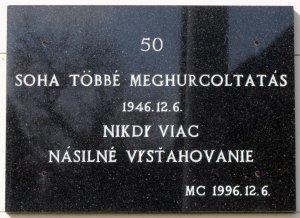 50
SOHA TÖBBÉ MEGHURCOLTATÁS
1946.12.6.
NIKDY VIAC
NÁSILNÉ VYSŤAHOVANIE
MC 1996.12.6.